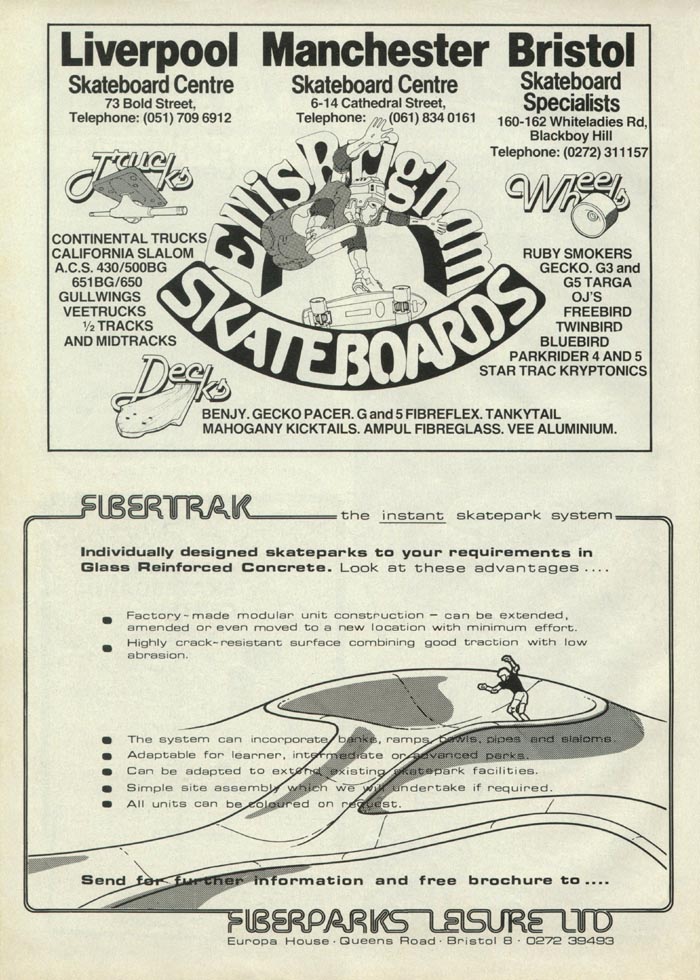 Liverpool Manchester Bristol
Skateboard Centre
73 Bold Street,
Telephone: (051) 709 6912
Skateboard Centre
6-14 Cathedral Street,
Telephone: (061) 834 0161
Skateboard
Specialists
160-162 Whiteladies Rd,
Blackboy Hill
Telephone: (0272) 311157
Trucks
CONTINENTAL TRUCKS
CALIFORNIA SLALOM
A.C.S. 430/500BG
651BG/650
GULLWINGS
VEETRUCKS
½ TRACKS
AND MIDTRACKS
Ellis Brigham
SKATEBOARDS
Wheels
RUBY SMOKERS
GECKO. G3 and
G5 TARGA
OJ'S
FREEBIRD
TWINBIRD
BLUEBIRD
PARKRIDER 4 AND 5
STAR TRAC KRYPTONICS
Decks
BENJY. GECKO PACER. G and 5 FIBREFLEX. TANKYTAIL
MAHOGANY KICKTAILS. AMPUL FIBREGLASS. VEE ALUMINIUM.
FIBERTRAK the instant skatepark system
Individually designed skateparks to your requirements in
Glass Reinforced Concrete. Look at these advantages ....
Factory-made modular unit construction – can be extended,
amended or even moved to a new location with minimum effort.
Highly crack-resistant surface combining good traction with low
abrasion.
The system can incorporate banks, ramps, bowls, pipes and slaloms.
Adaptable for learner, intermediate or advanced parks.
Can be adapted to extend existing skatepark facilities.
Simple site assembly which we will undertake if required.
All units can be coloured on request.
Send for further information and free brochure to ....
FIBERPARKS LEISURE LTD
Europa House · Queens Road · Bristol 8 · 0272 39493